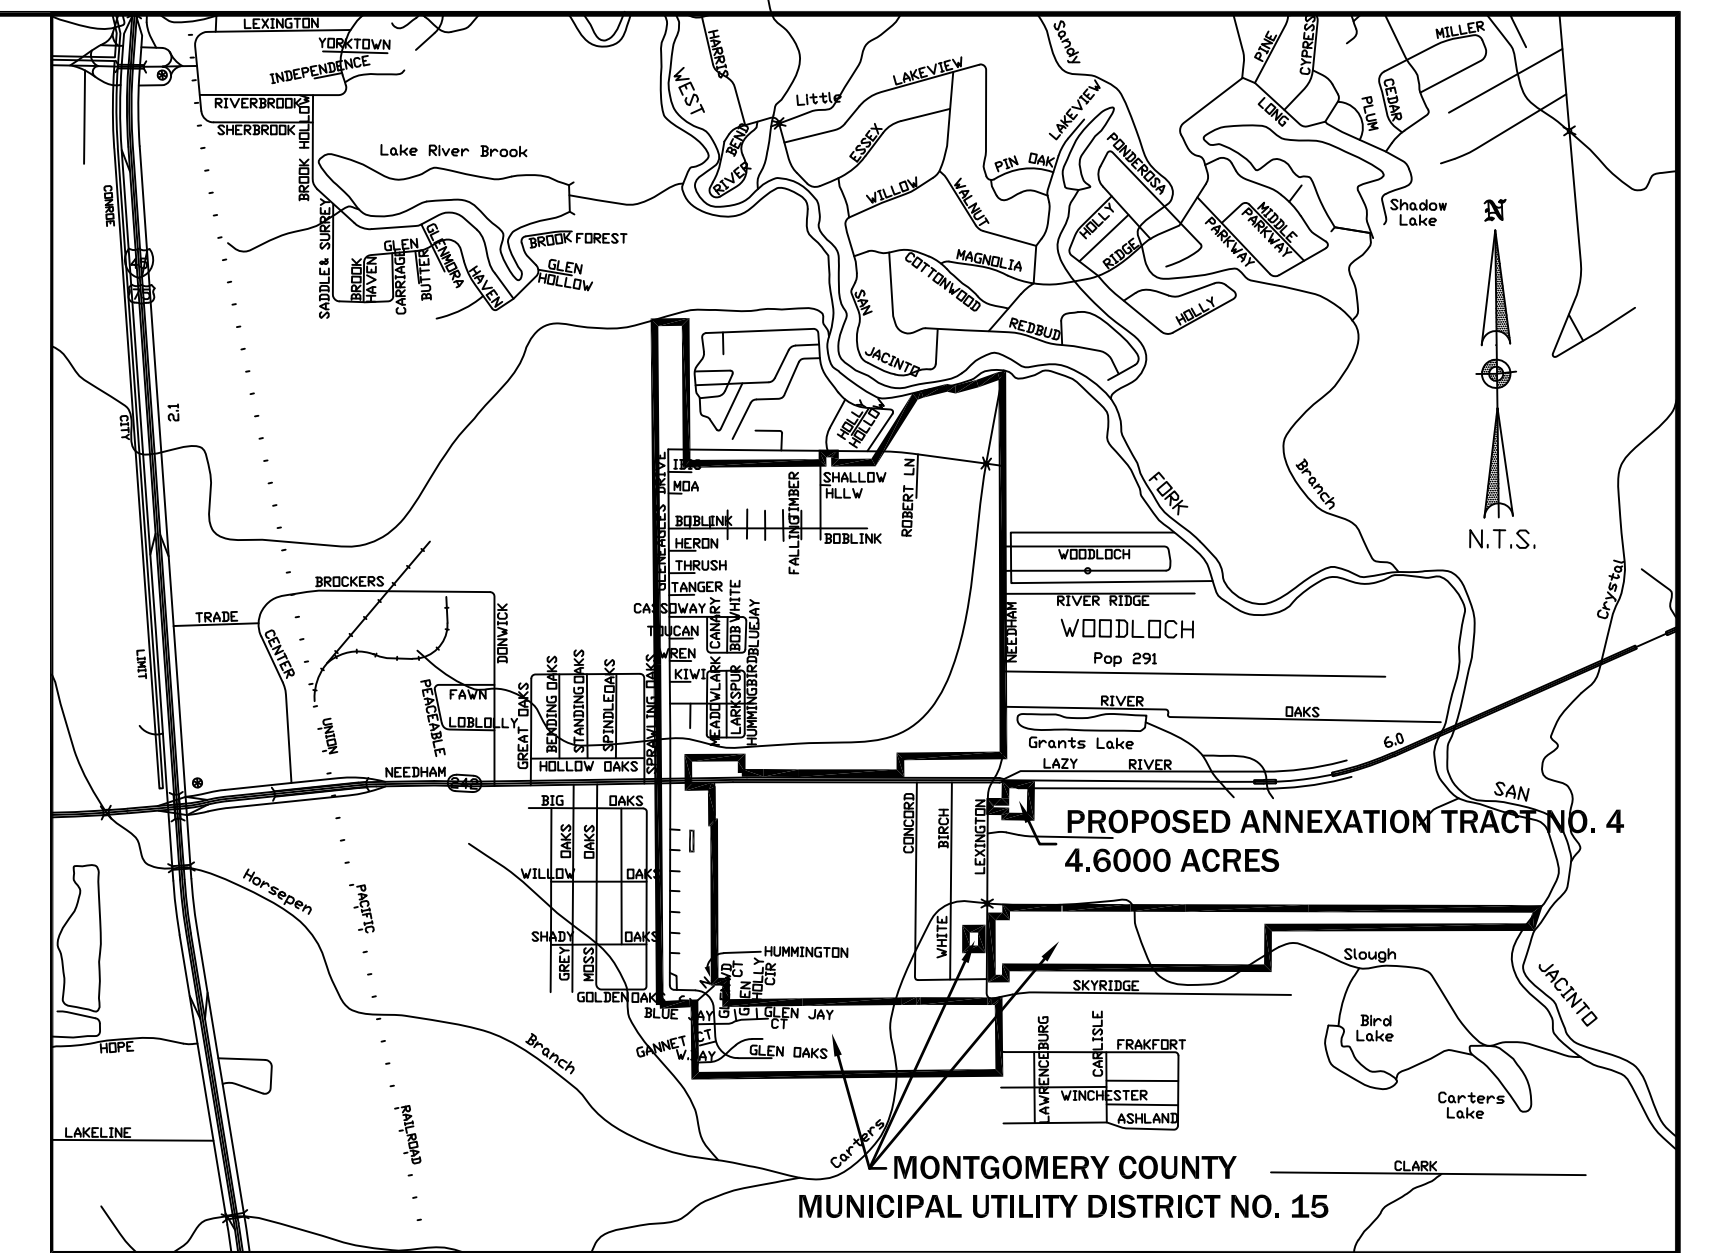 LEXINGTON
YORKTOWN
INDEPENDENCE
RIVERBROOK
SHERBROOK
BROOK HOLLOW
Lake River Brook
SADDLE & SURREY
BROOK
HAVEN
GLEN
CARRIAGE
BUTTER
GLENMORA
HAVEN
BROOK FOREST
GLEN
HOLLOW
CONROE
45
CITY
LIMIT
2.1
HARRIS
WEST
Little
BEND
RIVER
LAKEVIEW
ESSEX
WILLOW
WALNUT
PIN OAK
LAKEVIEW
Sandy
PONDEROSA
HOLLY
RIDGE
MAGNOLIA
COTTONWOOD
REDBUD
HOLLY
SAN
JACINTO
PINE
CYPRESS
MILLER
LONG
PLUM
CEDAR
MIDDLE
PARKWAY
PARKWAY
Shadow
Lake
N
N.T.S.
Branch
Crystal
FORK
HOLLY
HOLLOW
GLENEAGLES DRIVE
IBIS
MOA
BOBLINK
HERON
THRUSH
TANGER
CASSOWAY
TOUCAN
WREN
KIWI
FALLING TIMBER
SHALLOW
HLLW
BOBLINK
ROBERT LN
CANARY
BOB WHITE
BLUEJAY
MEADOWLARK
LARKSPUR
HUMMINGBIRD
NEEDHAM
WOODLOCH
RIVER RIDGE
WOODLOCH
Pop 291
RIVER
OAKS
Grants Lake
LAZY
RIVER
6.0
SAN
BROCKERS
TRADE
CENTER
DONWICK
PEACEABLE
FAWN
LOBLOLLY
UNION
GREAT OAKS
BENDING OAKS
STANDING OAKS
SPINDLE OAKS
SPRAWLING OAKS
HOLLOW OAKS
NEEDHAM
242
BIG
OAKS
OAKS
OAKS
WILLOW
OAKS
SHADY
OAKS
GREY
MOSS
GOLDEN OAKS
CONCORD
BIRCH
WHITE
LEXINGTON
PROPOSED ANNEXATION TRACT NO. 4
4.6000 ACRES
Horsepen
PACIFIC
Branch
RAILROAD
HOPE
LAKELINE
HUMMINGTON
GLEN CT
HOLLY
CIR
BLUE JAY
GLEN JAY
CT
GANNET CT
W. JAY
GLEN OAKS
SKYRIDGE
Slough
JACINTO
Bird
Lake
Carters
Lake
LAWRENCEBURG
CARLISLE
FRAKFORT
WINCHESTER
ASHLAND
Carters
CLARK
MONTGOMERY COUNTY
MUNICIPAL UTILITY DISTRICT NO. 15